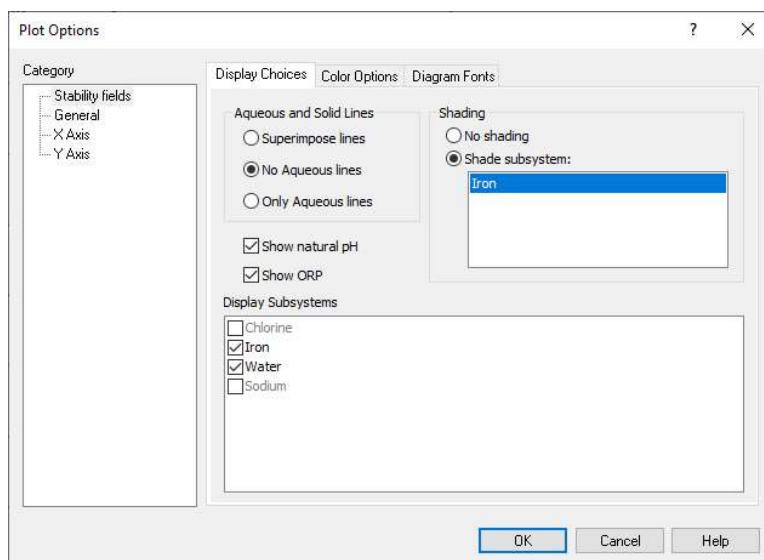 Plot Options
?
Category
Stability fields
General
X Axis
Y Axis
Display Choices
Color Options
Diagram Fonts
Aqueous and Solid Lines
Superimpose lines
No Aqueous lines
Only Aqueous lines
Shading
No shading
Shade subsystem:
Iron
Show natural pH
Show ORP
Display Subsystems
Chlorine
Iron
Water
Sodium
OK
Cancel
Help